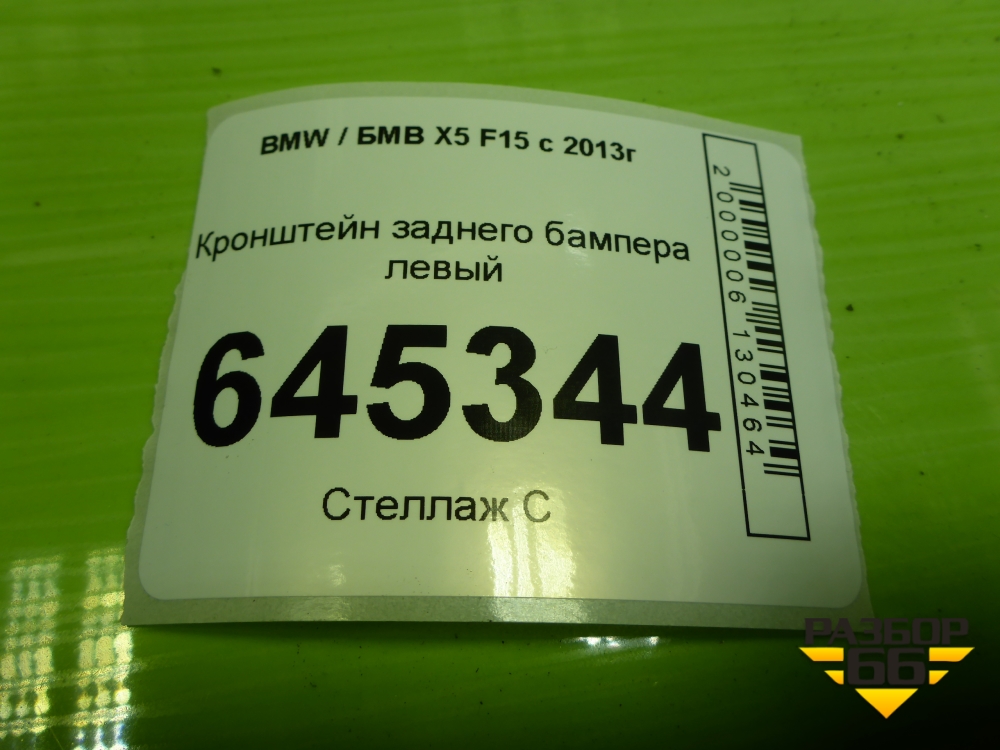 BMW / БМВ X5 F15 с 2013г
Кронштейн заднего бампера
левый
645344
Стеллаж С
2000006130464
РАЗБОР
66